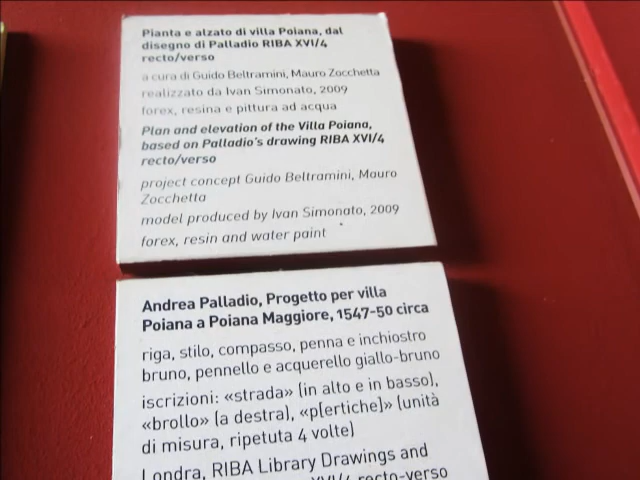 Pianta e alzato di villa Poiana, dal
disegno di Palladio RIBA XVI/4
recto/verso
a cura di Guido Beltramini, Mauro Zocchetta
realizzato da Ivan Simonato, 2009
forex, resina e pittura ad acqua
Plan and elevation of the Villa Poiana,
based on Palladio's drawing RIBA XVI/4
recto/verso
project concept Guido Beltramini, Mauro
Zocchetta
model produced by Ivan Simonato, 2009
forex, resin and water paint
Andrea Palladio, Progetto per villa
Poiana a Poiana Maggiore, 1547-50 circa
riga, stilo, compasso, penna e inchiostro
bruno, pennello e acquerello giallo-bruno
iscrizioni: «strada» (in alto e in basso),
«brollo» (a destra), «p[ertiche]» (unità
di misura, ripetuta 4 volte)
Londra, RIBA Library Drawings and
XVI/4 recto-verso